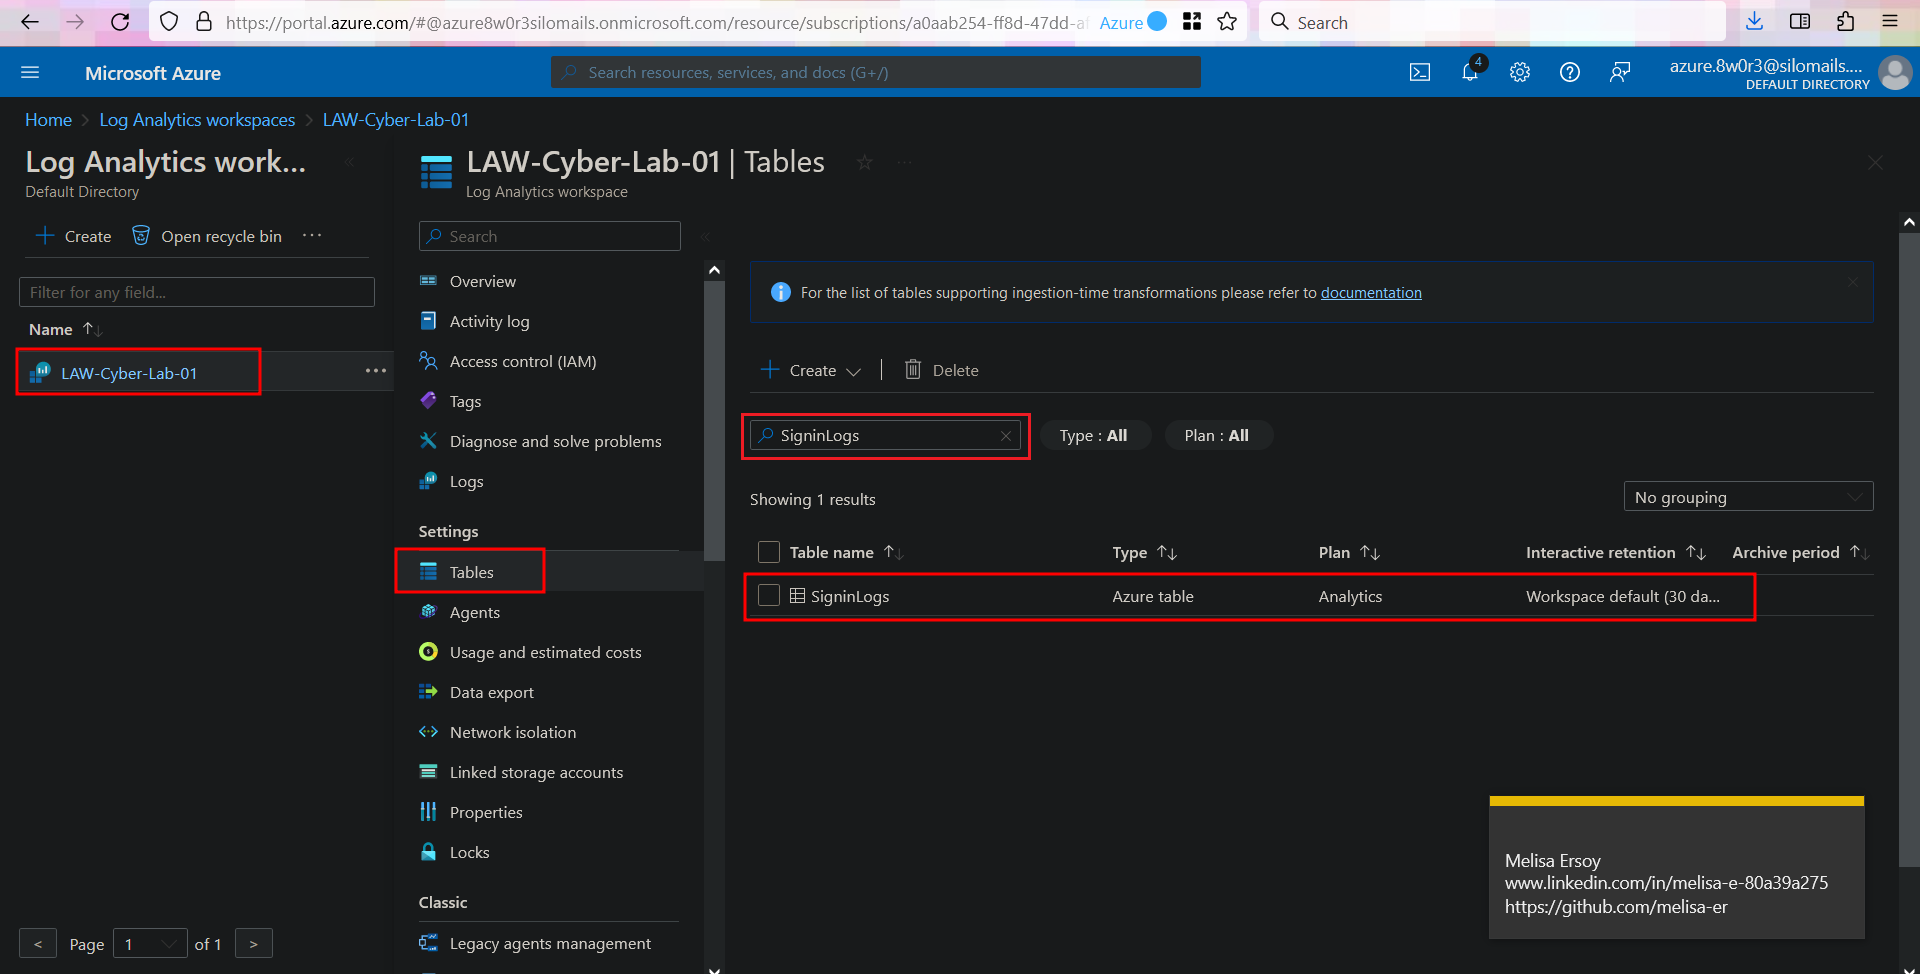 https://portal.azure.com/#@azure8w0r3silomails.onmicrosoft.com/resource/subscriptions/a0aab254-ff8d-47dd-a
Azure
Search
Microsoft Azure
Search resources, services, and docs (G+/)
4
azure.8w0r3@silomails....
DEFAULT DIRECTORY
Home > Log Analytics workspaces > LAW-Cyber-Lab-01
Log Analytics work...
Default Directory
Create
Open recycle bin
...
Filter for any field...
Name
LAW-Cyber-Lab-01
...
< Page 1 of 1 >
LAW-Cyber-Lab-01 | Tables
...
Log Analytics workspace
Search
Overview
Activity log
Access control (IAM)
Tags
Diagnose and solve problems
Logs
Settings
Tables
Agents
Usage and estimated costs
Data export
Network isolation
Linked storage accounts
Properties
Locks
Classic
Legacy agents management
For the list of tables supporting ingestion-time transformations please refer to documentation
Create
Delete
SigninLogs
Type : All
Plan : All
Showing 1 results
No grouping
Table name Type Plan Interactive retention Archive period
SigninLogs Azure table Analytics Workspace default (30 da...
Melisa Ersoy
www.linkedin.com/in/melisa-e-80a39a275
https://github.com/melisa-er